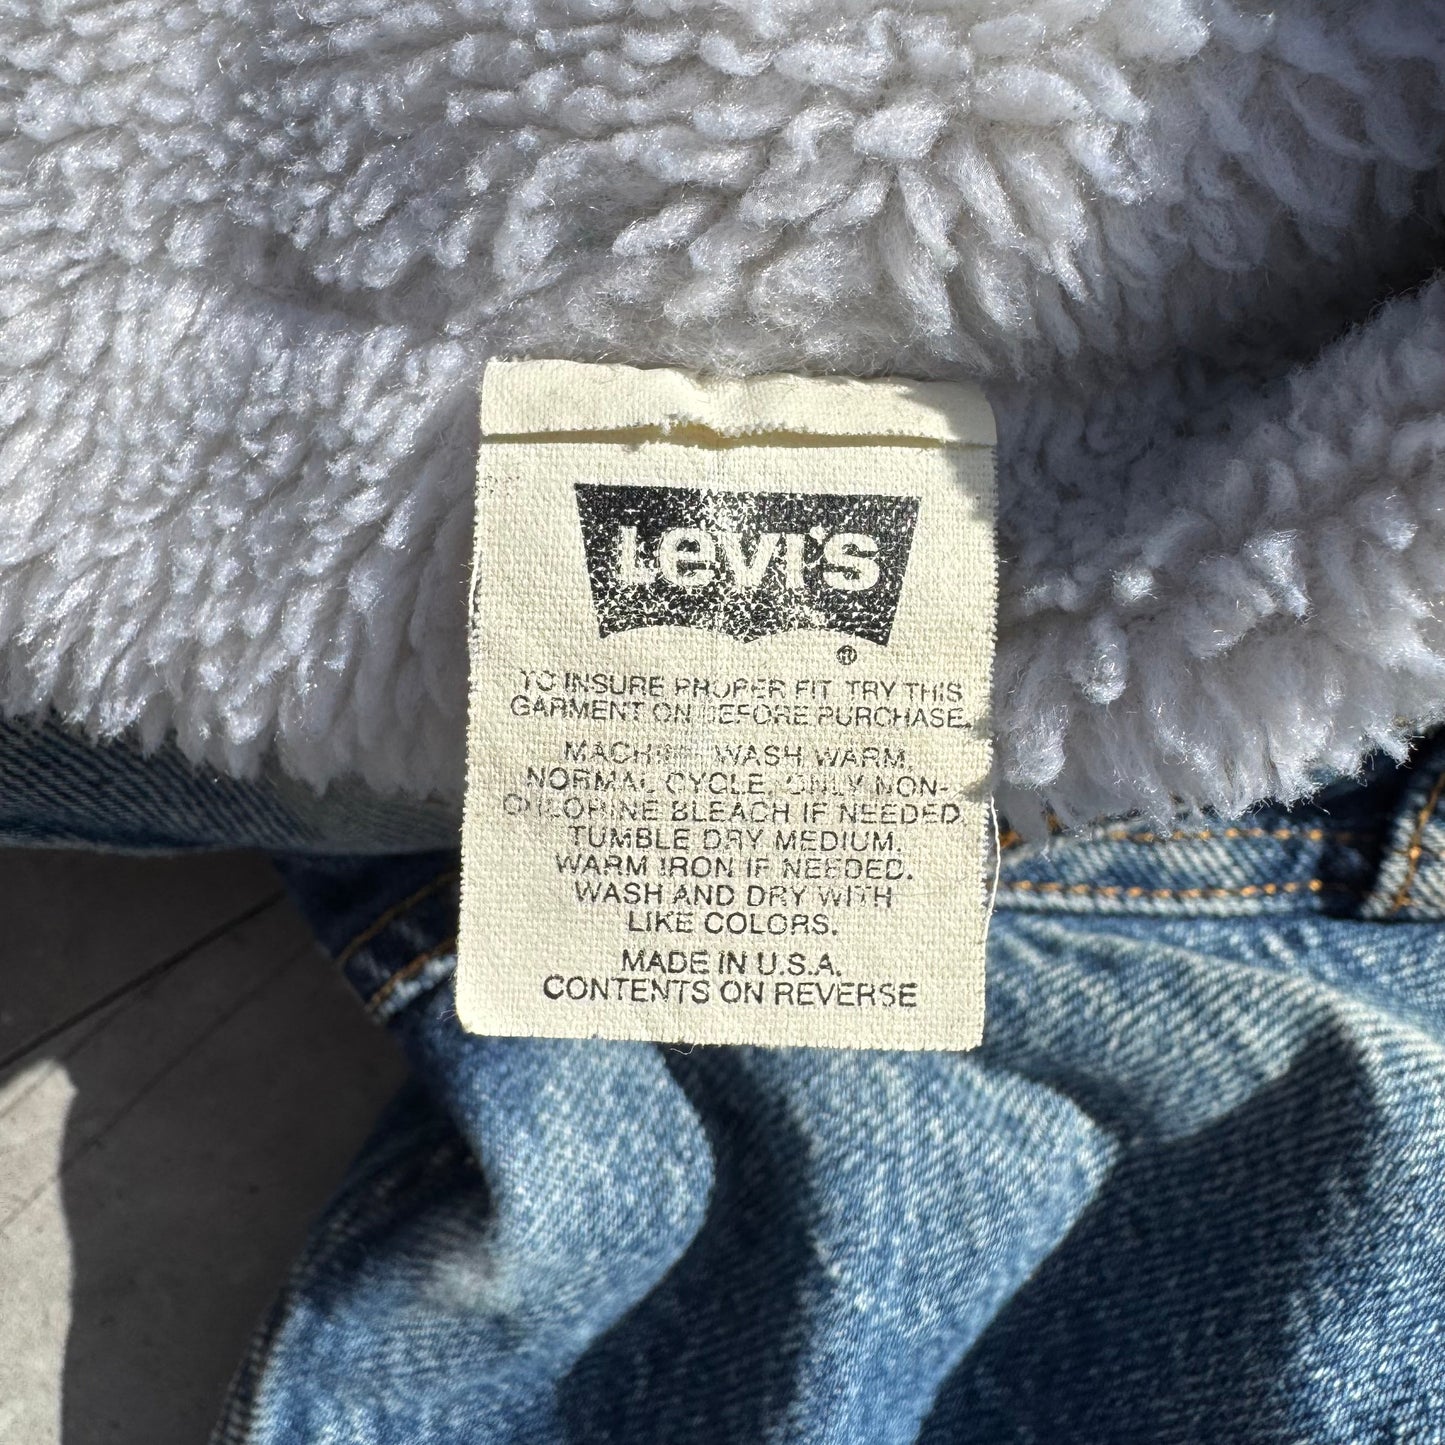 Levi's
®
TO INSURE PROPER FIT TRY THIS
GARMENT ON BEFORE PURCHASE.
MACHINE WASH WARM,
NORMAL CYCLE, ONLY NON-
CHLORINE BLEACH IF NEEDED.
TUMBLE DRY MEDIUM.
WARM IRON IF NEEDED.
WASH AND DRY WITH
LIKE COLORS.
MADE IN U.S.A.
CONTENTS ON REVERSE